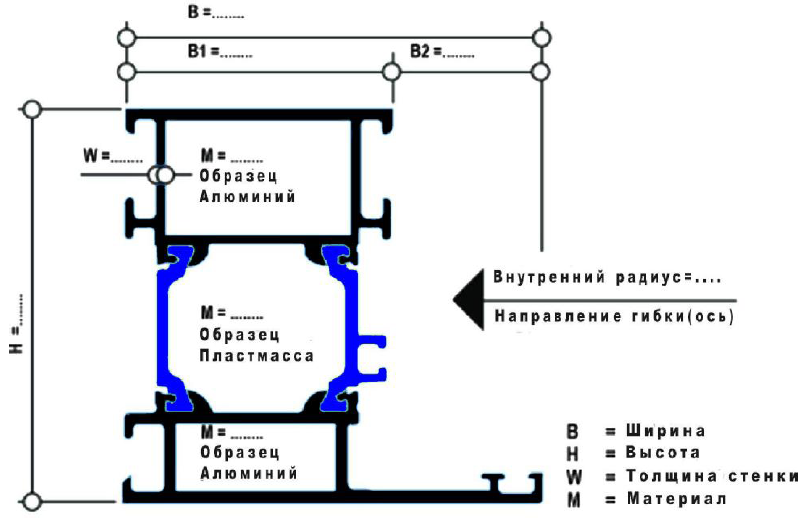 B =........
B1 =........
B2 =........
W =........
M = ........
Образец
Алюминий
Внутренний радиус=....
Направление гибки(ось)
H =........
M = ........
Образец
Пластмасса
M = ........
Образец
Алюминий
B = Ширина
H = Высота
W = Толщина стенки
M = Материал